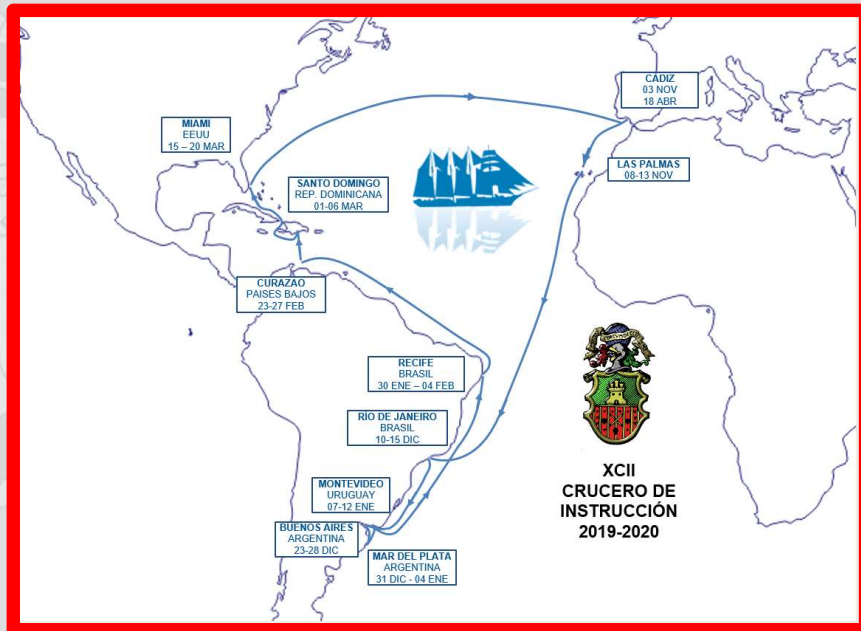 CÁDIZ
03 NOV
18 ABR
MIAMI
EEUU
15 – 20 MAR
LAS PALMAS
08-13 NOV
SANTO DOMINGO
REP. DOMINICANA
01-06 MAR
CURAZAO
PAISES BAJOS
23-27 FEB
RECIFE
BRASIL
30 ENE – 04 FEB
RÍO DE JANEIRO
BRASIL
10-15 DIC
MONTEVIDEO
URUGUAY
07-12 ENE
BUENOS AIRES
ARGENTINA
23-28 DIC
MAR DEL PLATA
ARGENTINA
31 DIC - 04 ENE
XCII
CRUCERO DE
INSTRUCCIÓN
2019-2020